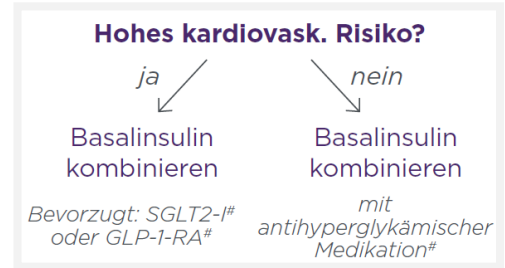 Hohes kardiovask. Risiko?
ja
nein
Basalinsulin
kombinieren
Bevorzugt: SGLT2-I#
oder GLP-1-RA#
Basalinsulin
kombinieren
mit
antihyperglykämischer
Medikation#